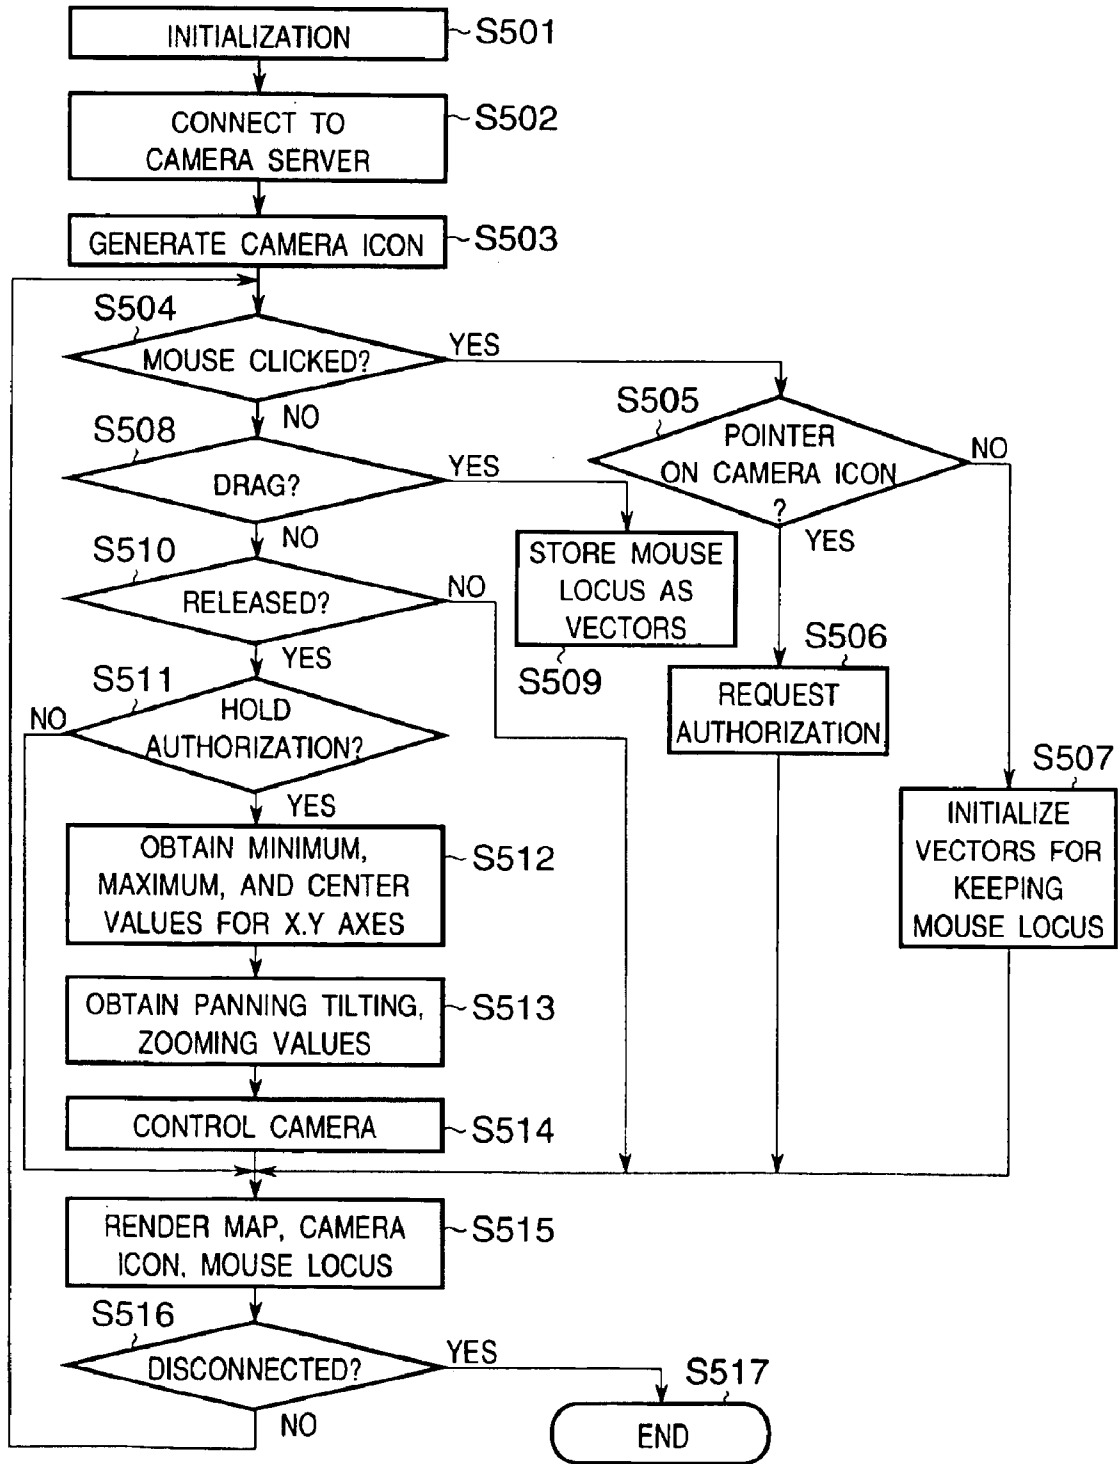 INITIALIZATION
S501
CONNECT TO
CAMERA SERVER
S502
GENERATE CAMERA ICON
S503
S504
MOUSE CLICKED?
YES
NO
S505
POINTER
ON CAMERA ICON
?
NO
YES
S508
DRAG?
YES
NO
STORE MOUSE
LOCUS AS
VECTORS
S509
S510
RELEASED?
NO
YES
S506
REQUEST
AUTHORIZATION
S511
HOLD
AUTHORIZATION?
NO
YES
S507
INITIALIZE
VECTORS FOR
KEEPING
MOUSE LOCUS
OBTAIN MINIMUM,
MAXIMUM, AND CENTER
VALUES FOR X.Y AXES
S512
OBTAIN PANNING TILTING,
ZOOMING VALUES
S513
CONTROL CAMERA
S514
RENDER MAP, CAMERA
ICON, MOUSE LOCUS
S515
S516
DISCONNECTED?
YES
NO
S517
END